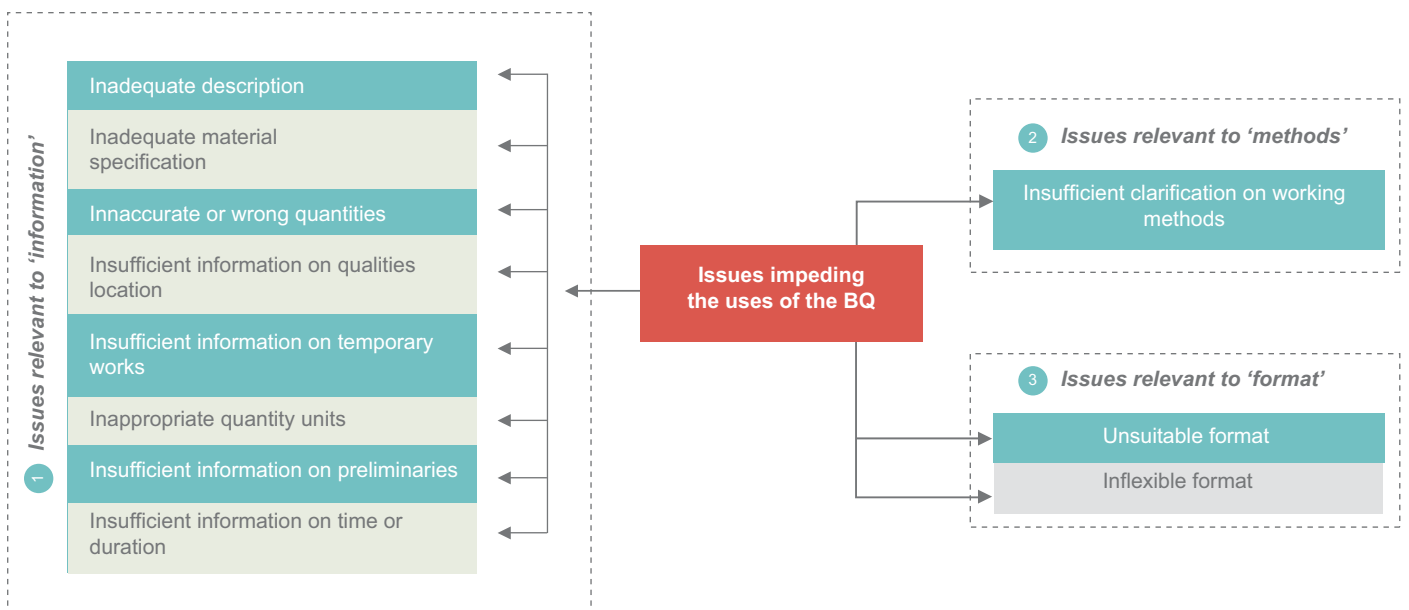 1 Issues relevant to ‘information’
Inadequate description
Inadequate material
specification
Innaccurate or wrong quantities
Insufficient information on qualities
location
Insufficient information on temporary
works
Inappropriate quantity units
Insufficient information on preliminaries
Insufficient information on time or
duration
Issues impeding
the uses of the BQ
2 Issues relevant to ‘methods’
Insufficient clarification on working
methods
3 Issues relevant to ‘format’
Unsuitable format
Inflexible format